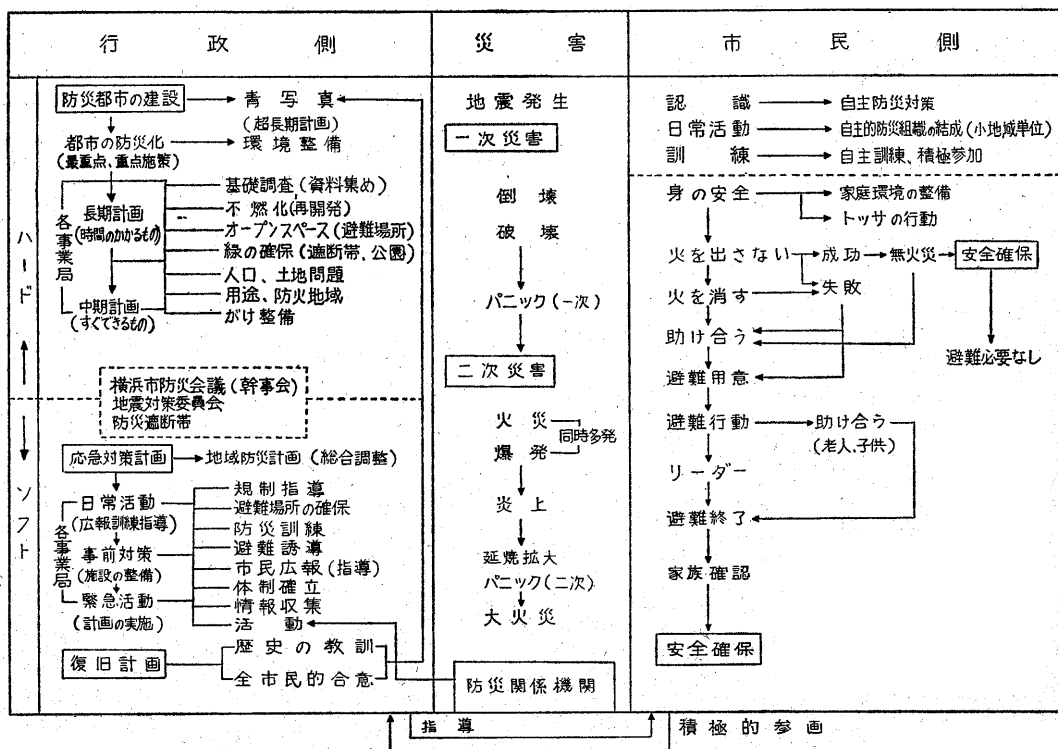 行政側
災害
市民側
ハード
ソフト
防災都市の建設
青写真
(超長期計画)
都市の防災化
(最重点、重点施策)
環境整備
各事業局
長期計画
(時間のかかるもの)
中期計画
(すぐできるもの)
基礎調査(資料集め)
不燃化(再開発)
オープンスペース(避難場所)
緑の確保(遮断帯、公園)
人口、土地問題
用途、防火地域
がけ整備
横浜市防災会議(幹事会)
地震対策委員会
防災遮断帯
応急対策計画
地域防災計画(総合調整)
各事業局
日常活動
(広報訓練指導)
事前対策
(施設の整備)
緊急活動
(計画の実施)
規制指導
避難場所の確保
防災訓練
避難誘導
市民広報(指導)
体制確立
情報収集
活動
復旧計画
歴史の教訓
全市民的合意
地震発生
一次災害
倒壊
破壊
パニック(一次)
二次災害
火災
爆発
同時多発
炎上
延焼拡大
パニック(二次)
大火災
防災関係機関
認識
自主防災対策
日常活動
自主的防災組織の結成(小地域単位)
訓練
自主訓練、積極参加
身の安全
家庭環境の整備
トッサの行動
火を出さない
成功
無火災
安全確保
失敗
火を消す
助け合う
避難必要なし
避難用意
避難行動
助け合う
(老人、子供)
リーダー
避難終了
家族確認
安全確保
指導
積極的参画